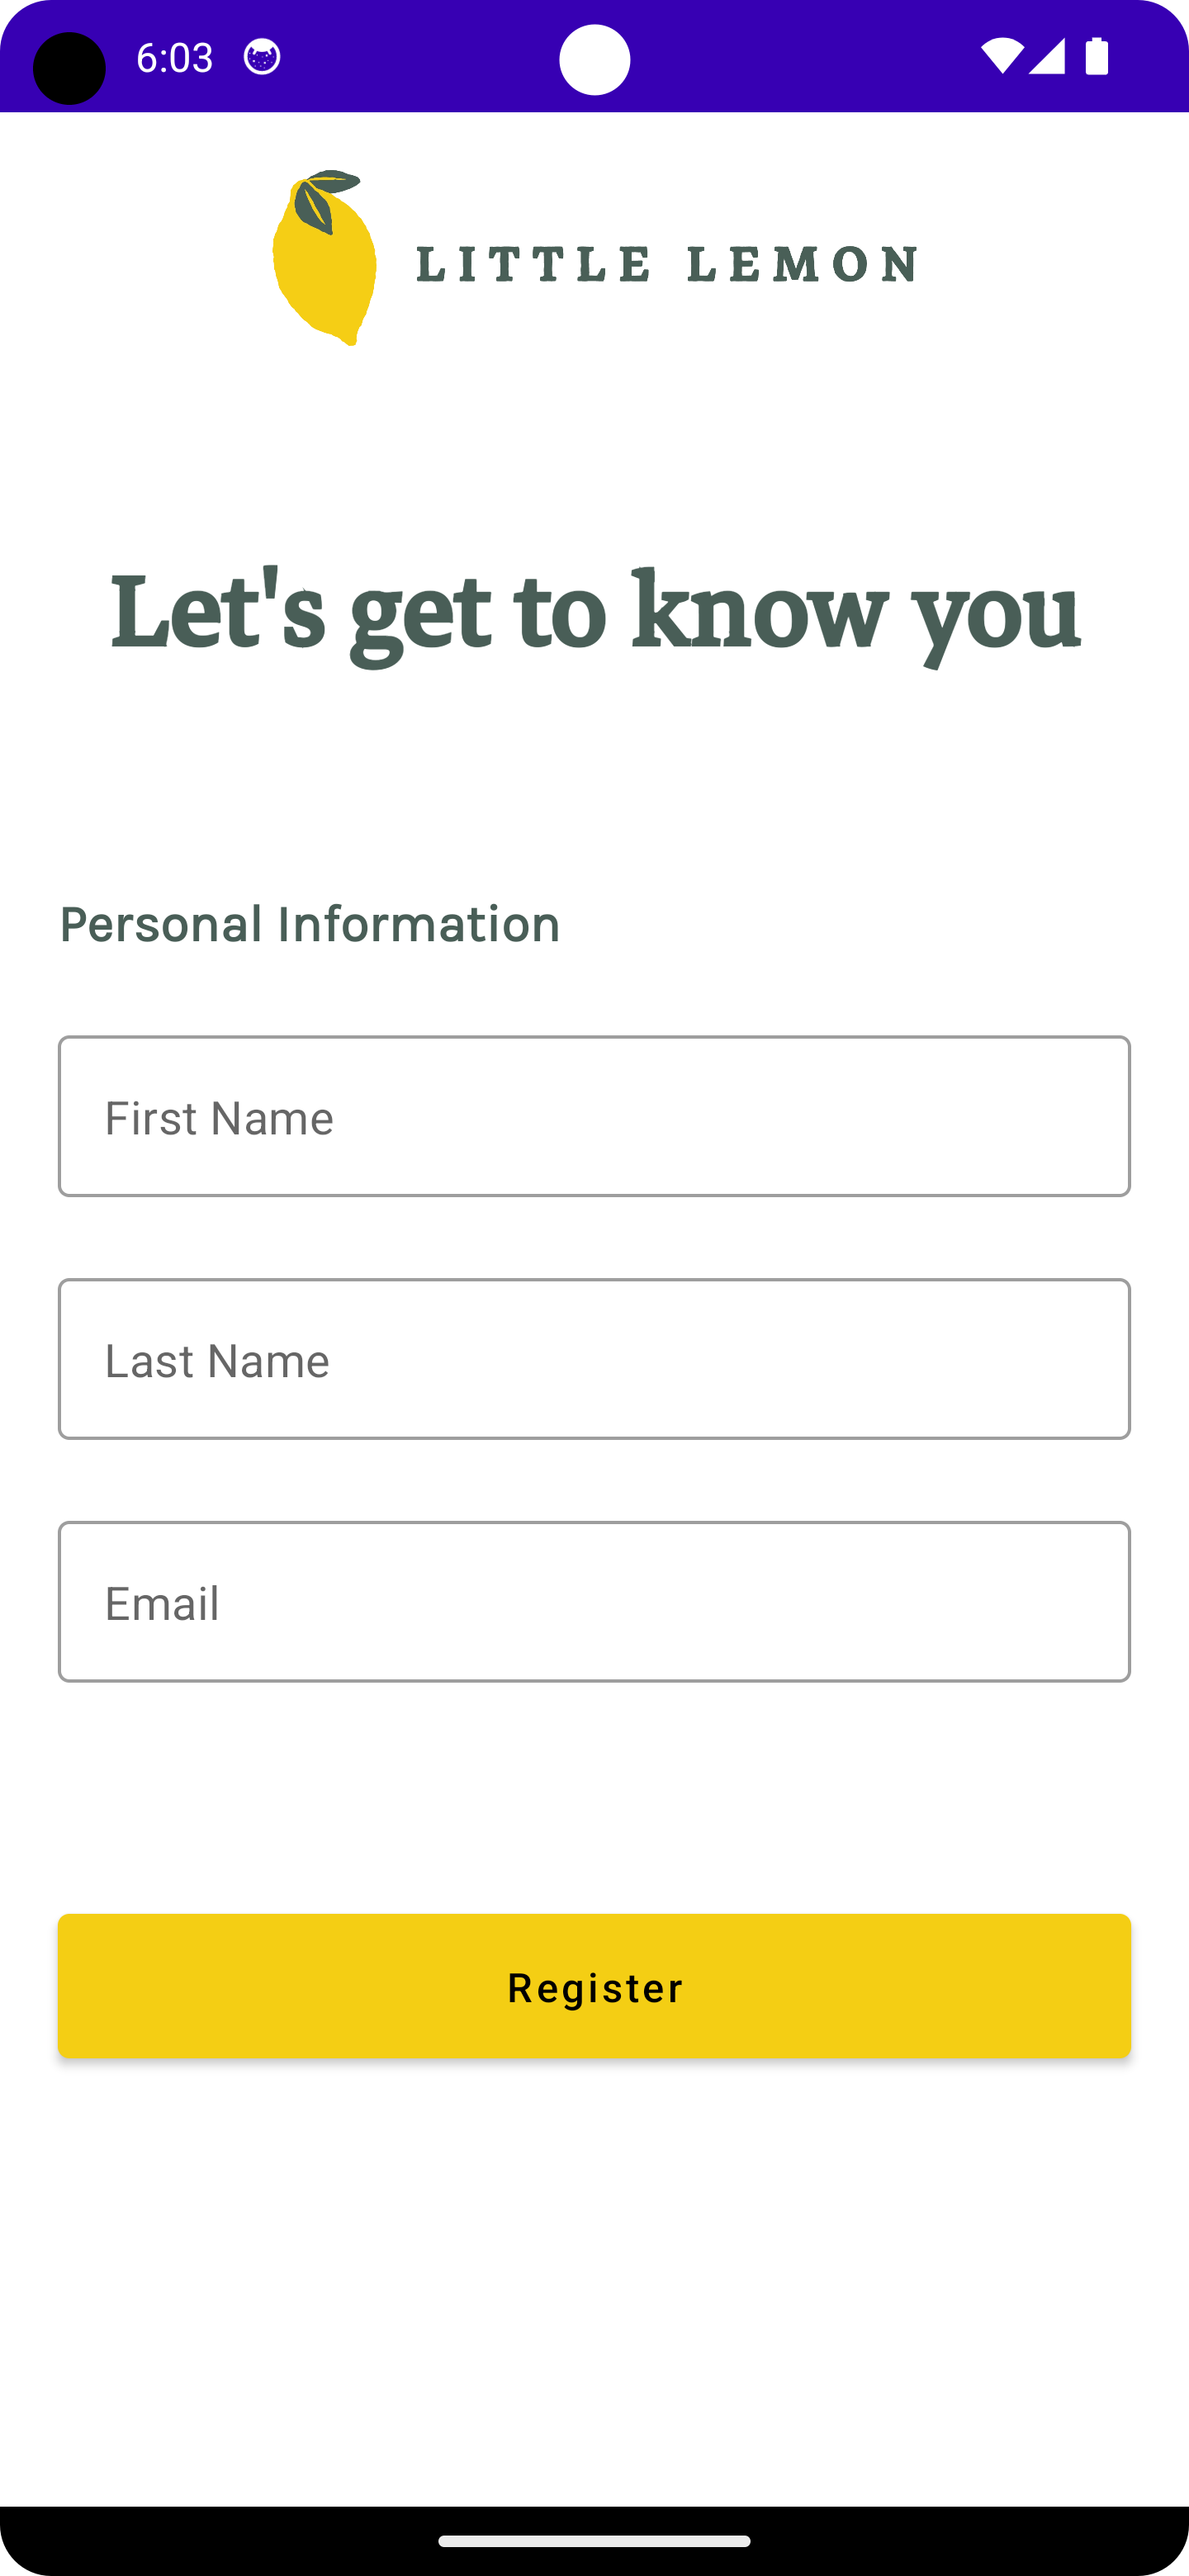 6:03
LITTLE LEMON
Let's get to know you
Personal Information
First Name
Last Name
Email
Register